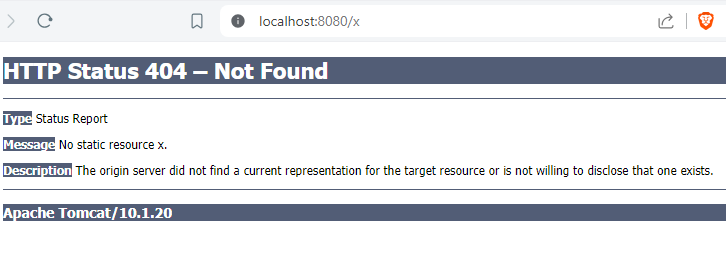 localhost:8080/x
HTTP Status 404 – Not Found
Type Status Report
Message No static resource x.
Description The origin server did not find a current representation for the target resource or is not willing to disclose that one exists.
Apache Tomcat/10.1.20